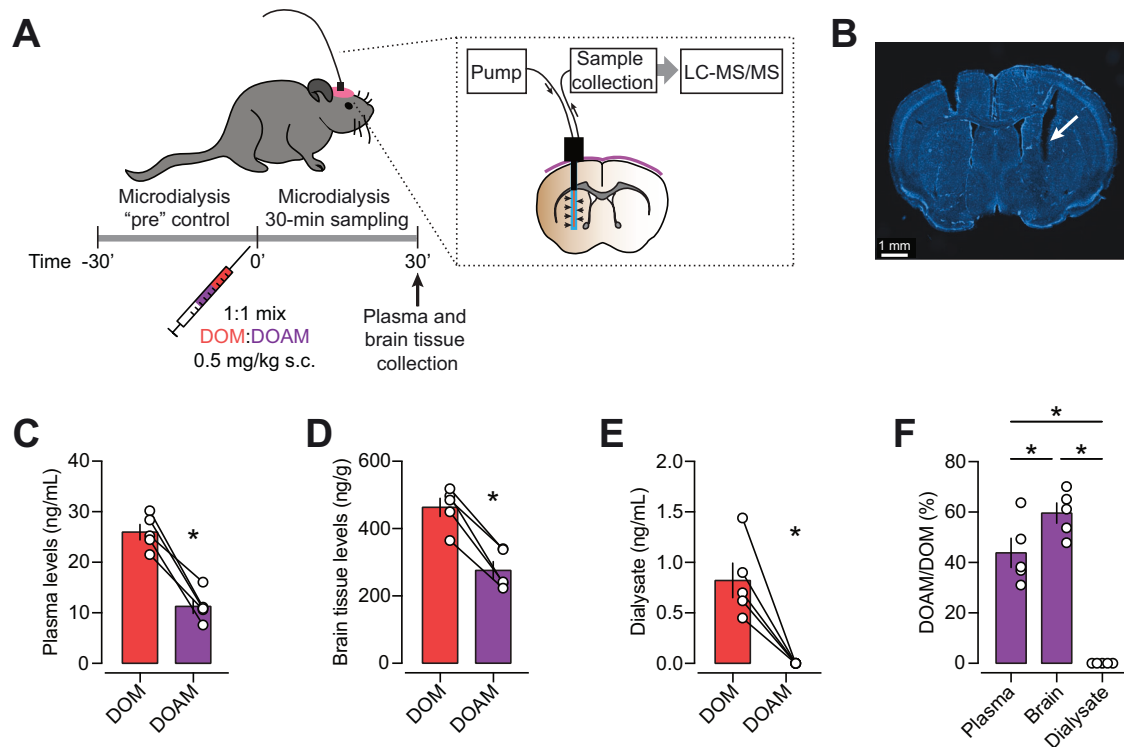 A
Pump
Sample
collection
LC-MS/MS
Microdialysis
“pre” control
Microdialysis
30-min sampling
Time
-30’
0’
30’
1:1 mix
DOM:DOAM
0.5 mg/kg s.c.
Plasma and
brain tissue
collection
B
1 mm
C
Plasma levels (ng/mL)
40
30
20
10
0
*
DOM
DOAM
D
Brain tissue levels (ng/g)
600
400
200
0
*
DOM
DOAM
E
Dialysate (ng/mL)
2.0
1.5
1.0
0.5
0.0
*
DOM
DOAM
F
DOAM/DOM (%)
80
60
40
20
0
*
*
*
Plasma
Brain
Dialysate